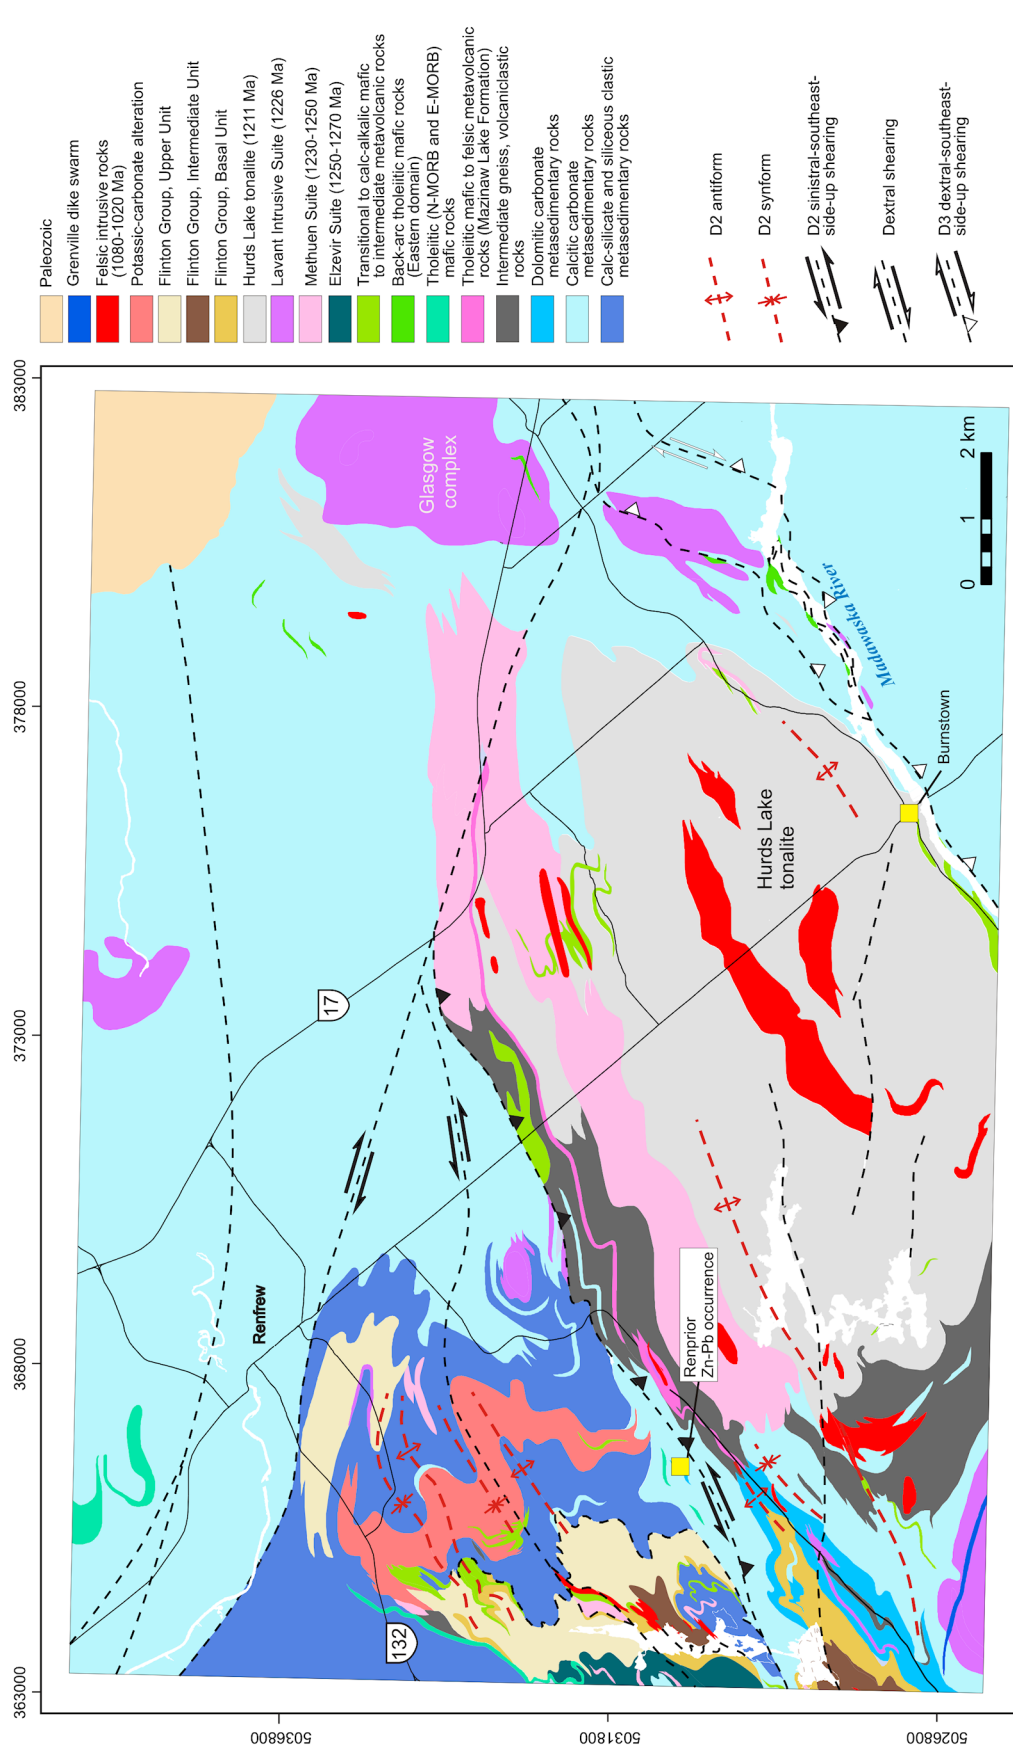 Paleozoic
Grenville dike swarm
Felsic intrusive rocks
(1080-1020 Ma)
Potassic-carbonate alteration
Flinton Group, Upper Unit
Flinton Group, Intermediate Unit
Flinton Group, Basal Unit
Hurds Lake tonalite (1211 Ma)
Lavant Intrusive Suite (1226 Ma)
Methuen Suite (1230-1250 Ma)
Elzevir Suite (1250-1270 Ma)
Transitional to calc-alkalic mafic
to intermediate metavolcanic rocks
Back-arc tholeiitic mafic rocks
(Eastern domain)
Tholeiitic (N-MORB and E-MORB)
mafic rocks
Tholeiitic mafic to felsic metavolcanic
rocks (Mazinaw Lake Formation)
Intermediate gneiss, volcaniclastic
rocks
Dolomitic carbonate
metasedimentary rocks
Calcitic carbonate
metasedimentary rocks
Calc-silicate and siliceous clastic
metasedimentary rocks
D2 antiform
D2 synform
D2 sinistral-southeast-
side-up shearing
Dextral shearing
D3 dextral-southeast-
side-up shearing
363000
368000
373000
378000
383000
5036800
5031800
5026800
Glasgow
complex
17
Renfrew
132
Hurds Lake
tonalite
Renprior
Zn-Pb occurrence
Madawaska River
Burnstown
0
1
2 km